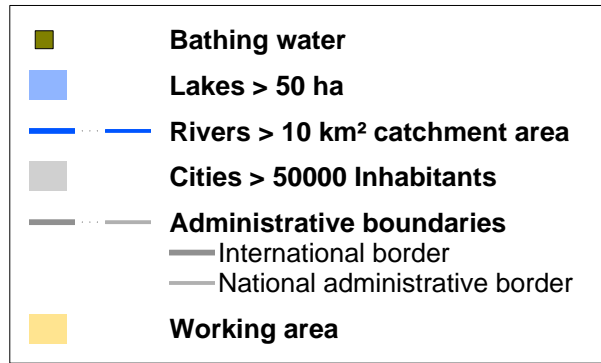 Bathing water
Lakes > 50 ha
Rivers > 10 km² catchment area
Cities > 50000 Inhabitants
Administrative boundaries
International border
National administrative border
Working area